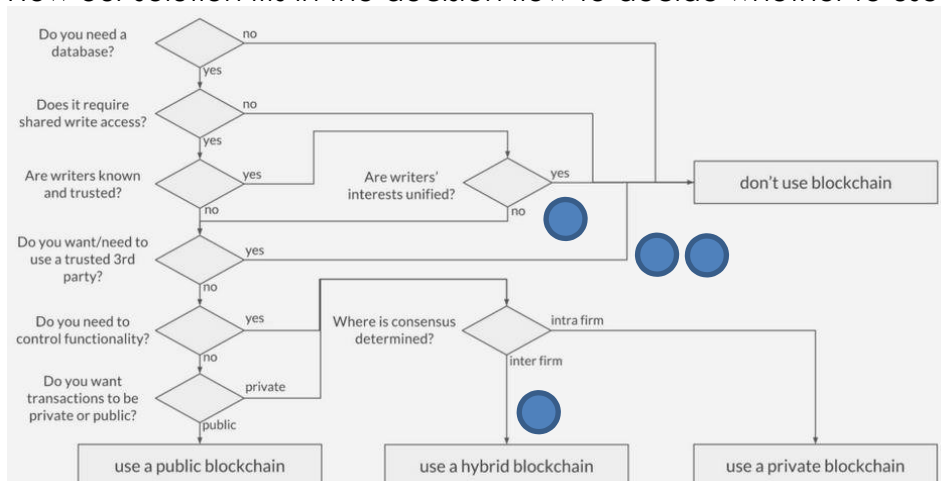 Do you need a
database?
no
yes
Does it require
shared write access?
no
yes
Are writers known
and trusted?
yes
no
Are writers'
interests unified?
yes
no
don't use blockchain
Do you want/need to
use a trusted 3rd
party?
yes
no
Do you need to
control functionality?
yes
no
Where is consensus
determined?
intra firm
inter firm
Do you want
transactions to be
private or public?
private
public
use a public blockchain
use a hybrid blockchain
use a private blockchain